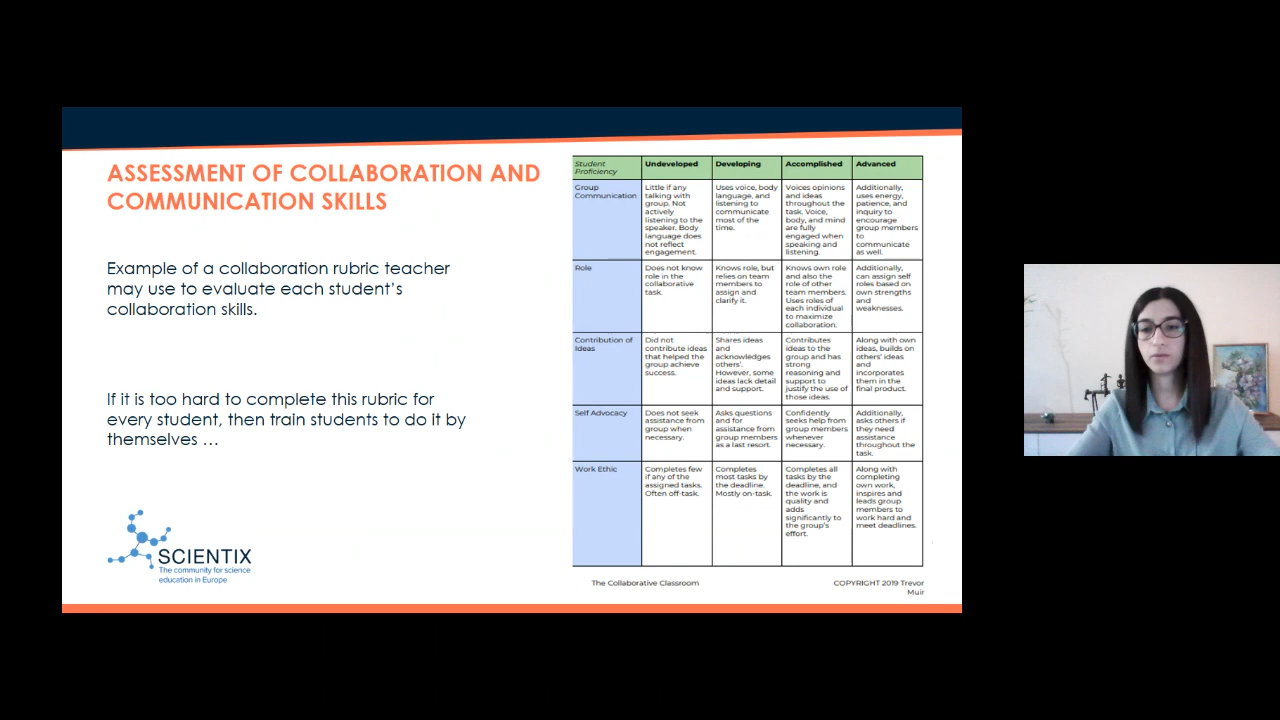 ASSESSMENT OF COLLABORATION AND
COMMUNICATION SKILLS
Example of a collaboration rubric teacher
may use to evaluate each student's
collaboration skills.
If it is too hard to complete this rubric for
every student, then train students to do it by
themselves ...
SCIENTIX
The community for science
education in Europe
Student
Proficiency
Undeveloped
Developing
Accomplished
Advanced
Group
Communication
Little if any
talking with
group. Not
actively
listening to the
speaker. Body
language does
not reflect
engagement.
Uses voice, body
language, and
listening to
communicate
most of the
time.
Voices opinions
and ideas
throughout the
task. Voice,
body, and mind
are fully
engaged when
speaking and
listening.
Additionally,
uses energy,
patience, and
inquiry to
encourage
group members
to
communicate
as well.
Role
Does not know
role in the
collaborative
task.
Knows role, but
relies on team
members to
assign and
clarify it.
Knows own role
and also the
role of other
team members.
Uses roles of
each individual
to maximize
collaboration.
Additionally,
can assign self
roles based on
own strengths
and
weaknesses.
Contribution of
Ideas
Did not
contribute ideas
that helped the
group achieve
success.
Shares ideas
and
acknowledges
others'.
However, some
ideas lack detail
and support.
Contributes
ideas to the
group and has
strong
reasoning and
support to
justify the use of
those ideas.
Along with own
ideas, builds on
others' ideas
and
incorporates
them in the
final product.
Self Advocacy
Does not seek
assistance from
group when
necessary.
Asks questions
and for
assistance from
group members
as a last resort.
Confidently
seeks help from
group members
whenever
necessary.
Additionally,
asks others if
they need
assistance
throughout the
task.
Work Ethic
Completes few
if any of the
assigned tasks.
Often off-task.
Completes
most tasks by
the deadline.
Mostly on-task.
Completes all
tasks by the
deadline, and
the work is
quality and
adds
significantly to
the group's
effort.
Along with
completing
own work,
inspires and
leads group
members to
work hard and
meet deadlines.
The Collaborative Classroom
COPYRIGHT 2019 Trevor
Muir